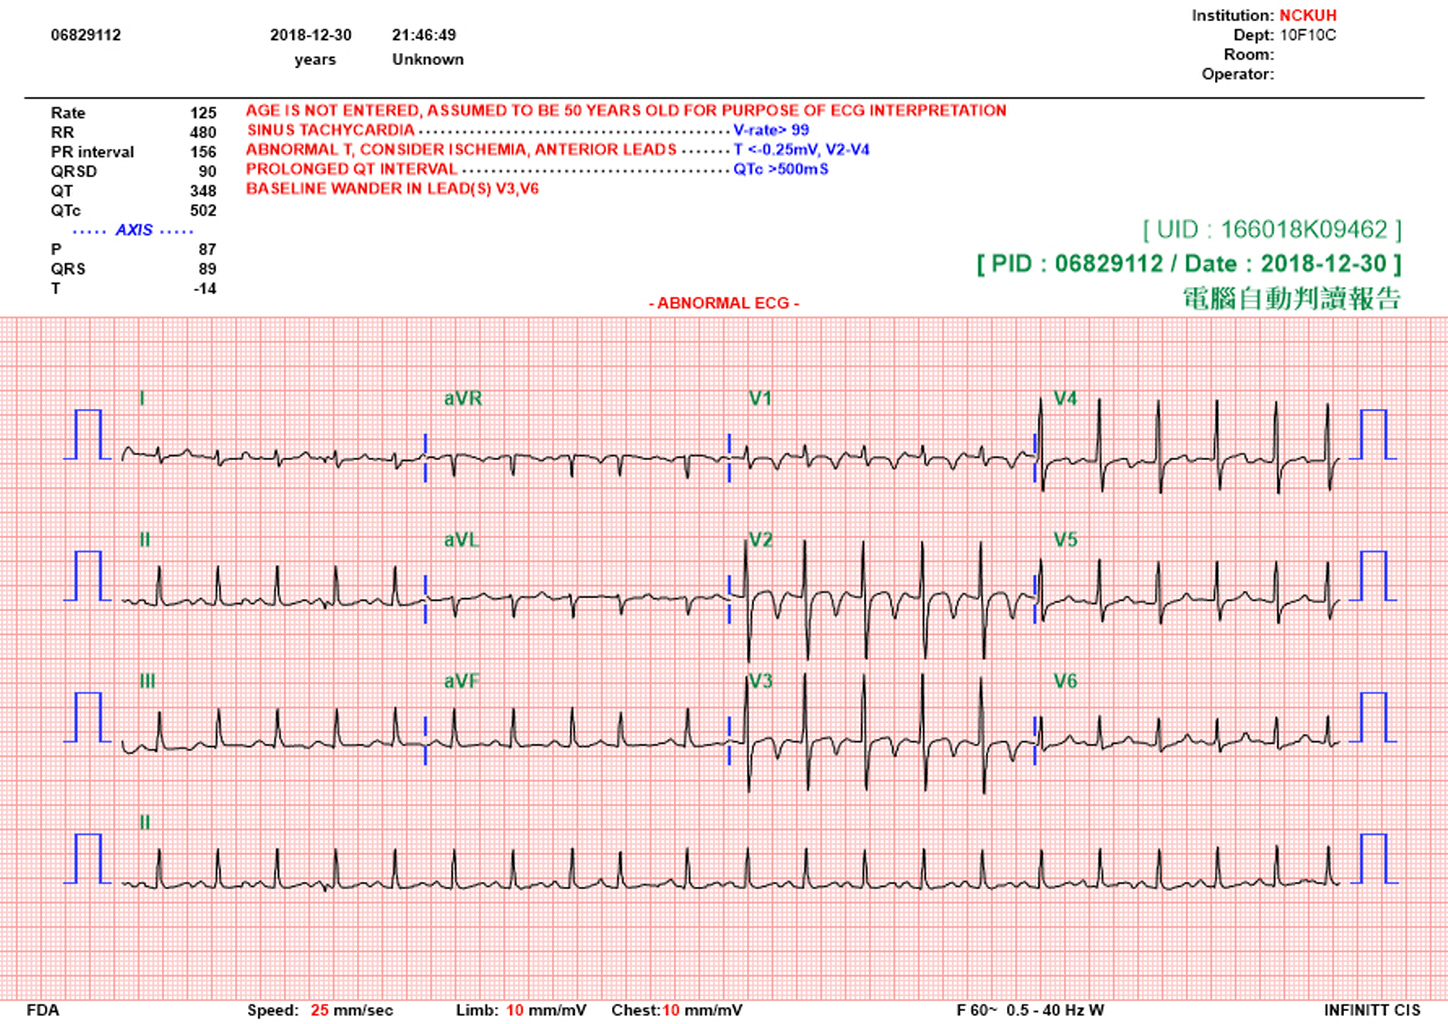 Institution: NCKUH
06829112 2018-12-30 21:46:49 Dept: 10F10C
years Unknown Room:
Operator:
Rate 125 AGE IS NOT ENTERED, ASSUMED TO BE 50 YEARS OLD FOR PURPOSE OF ECG INTERPRETATION
RR 480 SINUS TACHYCARDIA ....................................... V-rate> 99
PR interval 156 ABNORMAL T, CONSIDER ISCHEMIA, ANTERIOR LEADS ....... T <-0.25mV, V2-V4
QRSD 90 PROLONGED QT INTERVAL ................................. QTc >500mS
QT 348 BASELINE WANDER IN LEAD(S) V3,V6
QTc 502
..... AXIS .....
P 87
QRS 89
T -14
[ UID : 166018K09462 ]
[ PID : 06829112 / Date : 2018-12-30 ]
電腦自動判讀報告
- ABNORMAL ECG -
I aVR V1 V4
II aVL V2 V5
III aVF V3 V6
II
FDA Speed: 25 mm/sec Limb: 10 mm/mV Chest:10 mm/mV F 60~ 0.5 - 40 Hz W INFINITT CIS